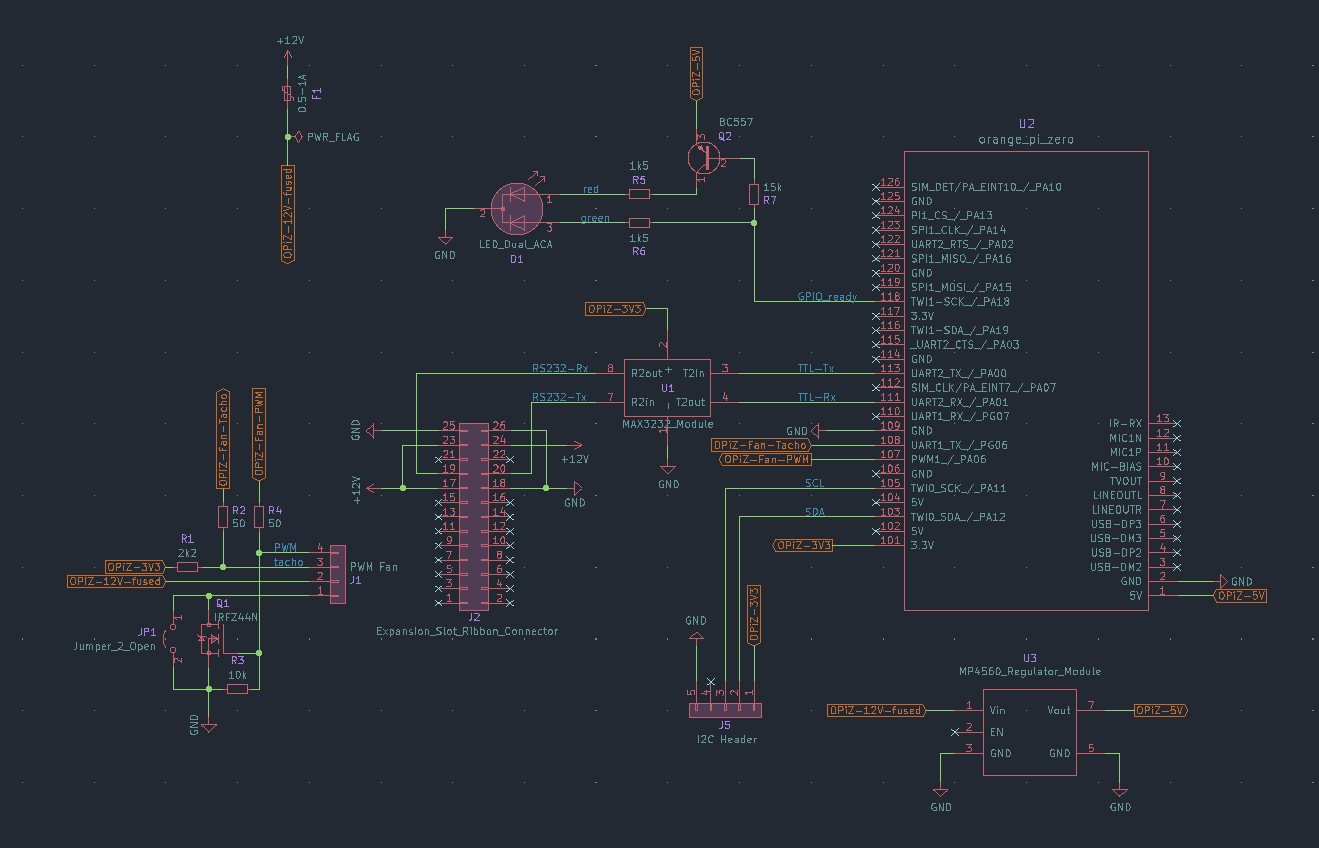 +12V
0.5-1A
F1
PWR_FLAG
OPiZ-12V-fused
OPiZ-5V
BC557
Q2
3
2
1
15k
R7
1k5
R5
red
1
2
green
3
1k5
R6
GND
LED_Dual_ACA
D1
GPIO_ready
U2
orange_pi_zero
126 SIM_DET/PA_EINT10_/_PA10
125 GND
124 PI1_CS_/_PA13
123 SPI1_CLK_/_PA14
122 UART2_RTS_/_PA02
121 SPI1_MISO_/_PA16
120 GND
119 SPI1_MOSI_/_PA15
118 TWI1-SCK_/_PA18
117 3.3V
116 TWI1-SDA_/_PA19
115 _UART2_CTS_/_PA03
114 GND
113 UART2_TX_/_PA00
112 SIM_CLK/PA_EINT7_/_PA07
111 UART2_RX_/_PA01
110 UART1_RX_/_PG07
109 GND
108 UART1_TX_/_PG06
107 PWM1_/_PA06
106 GND
105 TWI0_SCK_/_PA11
104 5V
103 TWI0_SDA_/_PA12
102 5V
101 3.3V
IR-RX 13
MIC1N 12
MIC1P 11
MIC-BIAS 10
TVOUT 9
LINEOUTL 8
LINEOUTR 7
USB-DP3 6
USB-DM3 5
USB-DP2 4
USB-DM2 3
GND 2 GND
5V 1 OPiZ-5V
OPiZ-3V3
2
RS232-Rx 8 R2out + T2in 3 TTL-Tx
U1
RS232-Tx 7 R2in T2out 4 TTL-Rx
MAX3232_Module
1
GND
GND
OPiZ-Fan-Tacho
OPiZ-Fan-PWM
SCL
SDA
OPiZ-3V3
GND
+12V
25 26
23 24
21 22
19 20
17 18
15 16
13 14
11 12
9 10
7 8
5 6
3 4
1 2
+12V
GND
J2
Expansion_Slot_Ribbon_Connector
OPiZ-Fan-Tacho
OPiZ-Fan-PWM
R2
50
R4
50
R1
2k2
OPiZ-3V3
OPiZ-12V-fused
PWM 4
tacho 3
2
1
PWM Fan
J1
Q1
IRFZ44N
JP1
Jumper_2_Open
1
2
R3
10k
GND
GND
OPiZ-3V3
5
4
3
2
1
J5
I2C Header
U3
MP4560_Regulator_Module
OPiZ-12V-fused 1 Vin Vout 7 OPiZ-5V
2 EN
3 GND GND 5
GND
GND